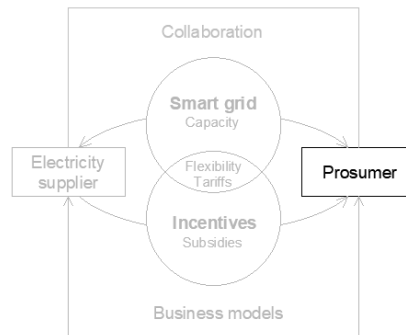 Collaboration
Smart grid
Capacity
Electricity
supplier
Flexibility
Tariffs
Prosumer
Incentives
Subsidies
Business models